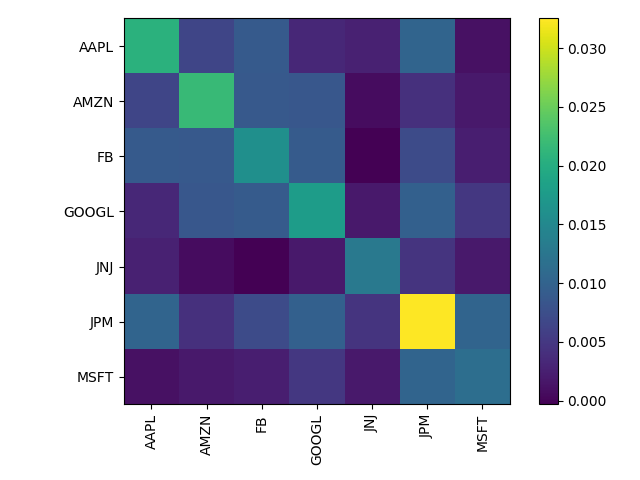 AAPL
AMZN
FB
GOOGL
JNJ
JPM
MSFT
AAPL
AMZN
FB
GOOGL
JNJ
JPM
MSFT
0.030
0.025
0.020
0.015
0.010
0.005
0.000